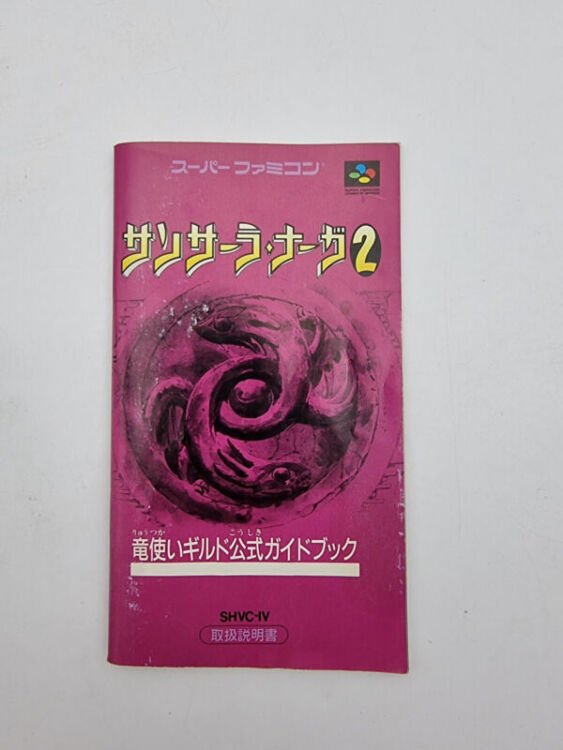 スーパーファミコン®
サンサーラ・ナーガ2
りゅうつか こうしき
竜使いギルド公式ガイドブック
SHVC-IV
取扱説明書